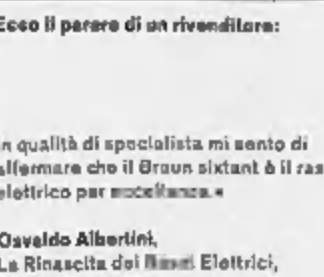 Ecco il parere di un rivenditore:
n qualità di specialista mi sento di
affermare che il Braun sixtant è il ras
elettrico per eccellenza.«
Osvaldo Albertini,
La Rinascita dei Rasoi Elettrici,